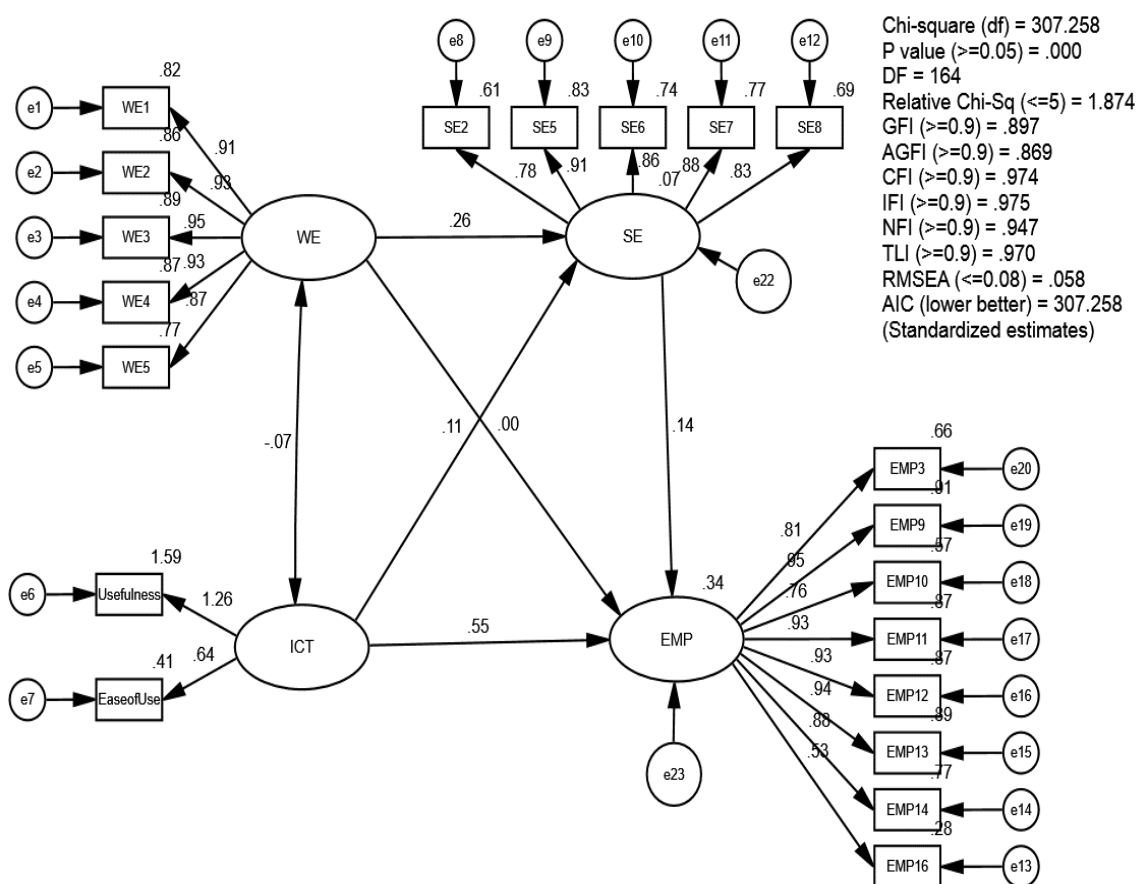 Chi-square (df) = 307.258
P value (>=0.05) = .000
DF = 164
Relative Chi-Sq (<=5) = 1.874
GFI (>=0.9) = .897
AGFI (>=0.9) = .869
CFI (>=0.9) = .974
IFI (>=0.9) = .975
NFI (>=0.9) = .947
TLI (>=0.9) = .970
RMSEA (<=0.08) = .058
AIC (lower better) = 307.258
(Standardized estimates)
e8 e9 e10 e11 e12
.61 .83 .74 .77 .69
SE2 SE5 SE6 SE7 SE8
.78 .91 .86 .88 .83
.07
SE
e22
.82
e1 WE1
.91
.86
e2 WE2
.93
.89
e3 WE3
.95
.87
e4 WE4
.93
.77
e5 WE5
.87
WE
.26
-.07
.11
.00
.14
1.59
e6 Usefulness
1.26
.41
e7 EaseofUse
.64
ICT
.55
.34
EMP
e23
.66
.81
EMP3 e20
.91
.95
EMP9 e19
.57
.76
EMP10 e18
.87
.93
EMP11 e17
.87
.93
EMP12 e16
.89
.94
EMP13 e15
.77
.88
EMP14 e14
.28
.53
EMP16 e13